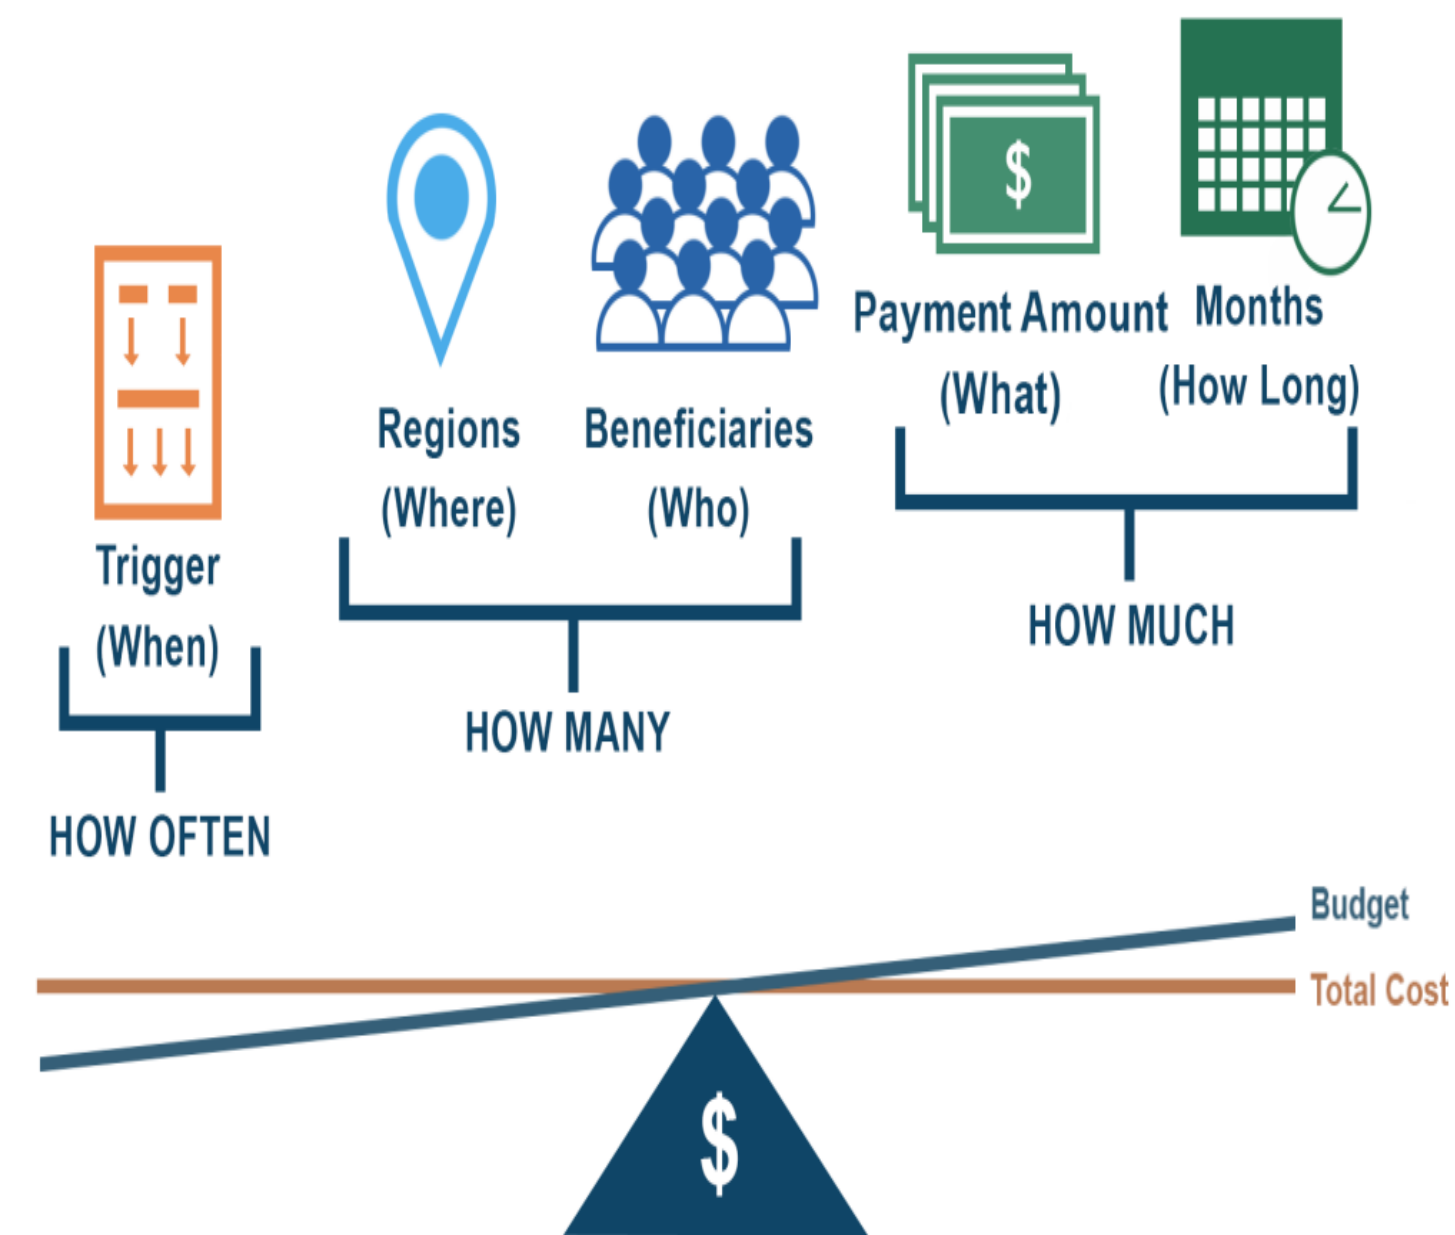 $
Payment Amount
(What)
Months
(How Long)
HOW MUCH
Regions
(Where)
Beneficiaries
(Who)
HOW MANY
Trigger
(When)
HOW OFTEN
Budget
Total Cost
$